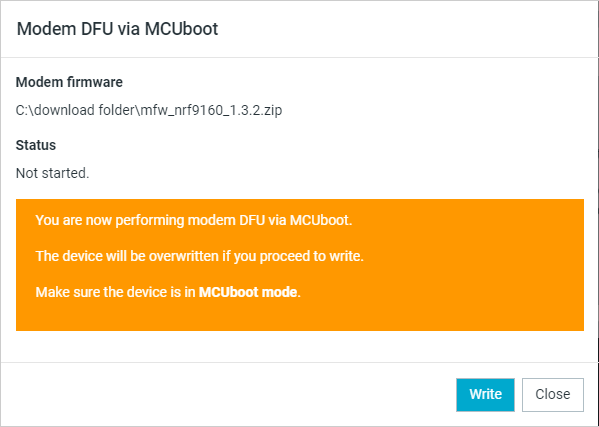 Modem DFU via MCUboot
Modem firmware
C:\download folder\mfw_nrf9160_1.3.2.zip
Status
Not started.
You are now performing modem DFU via MCUboot.
The device will be overwritten if you proceed to write.
Make sure the device is in MCUboot mode.
Write
Close